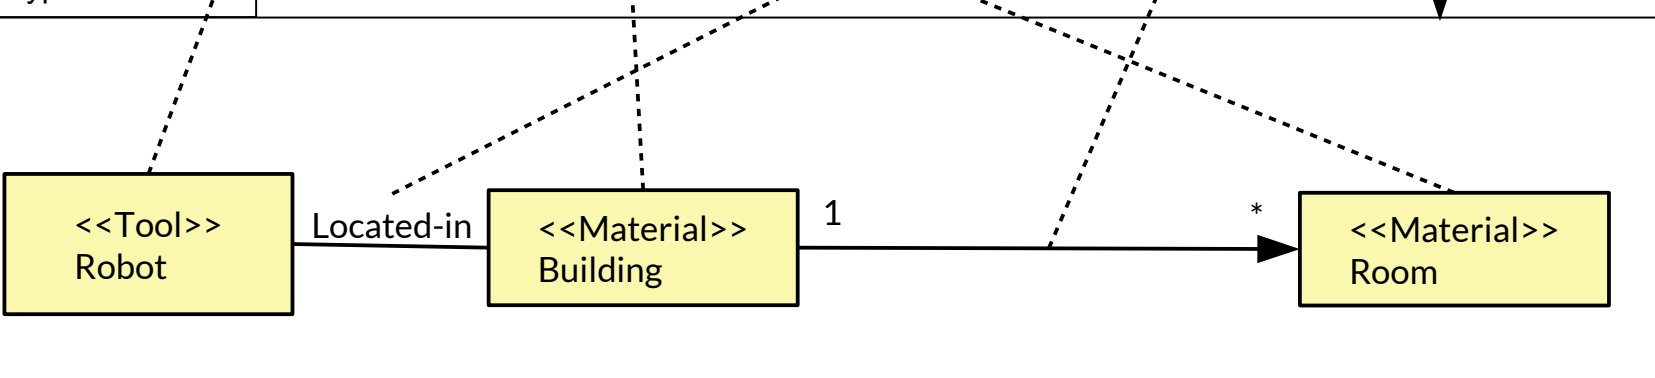 <<Tool>>
Robot
Located-in
<<Material>>
Building
1
*
<<Material>>
Room